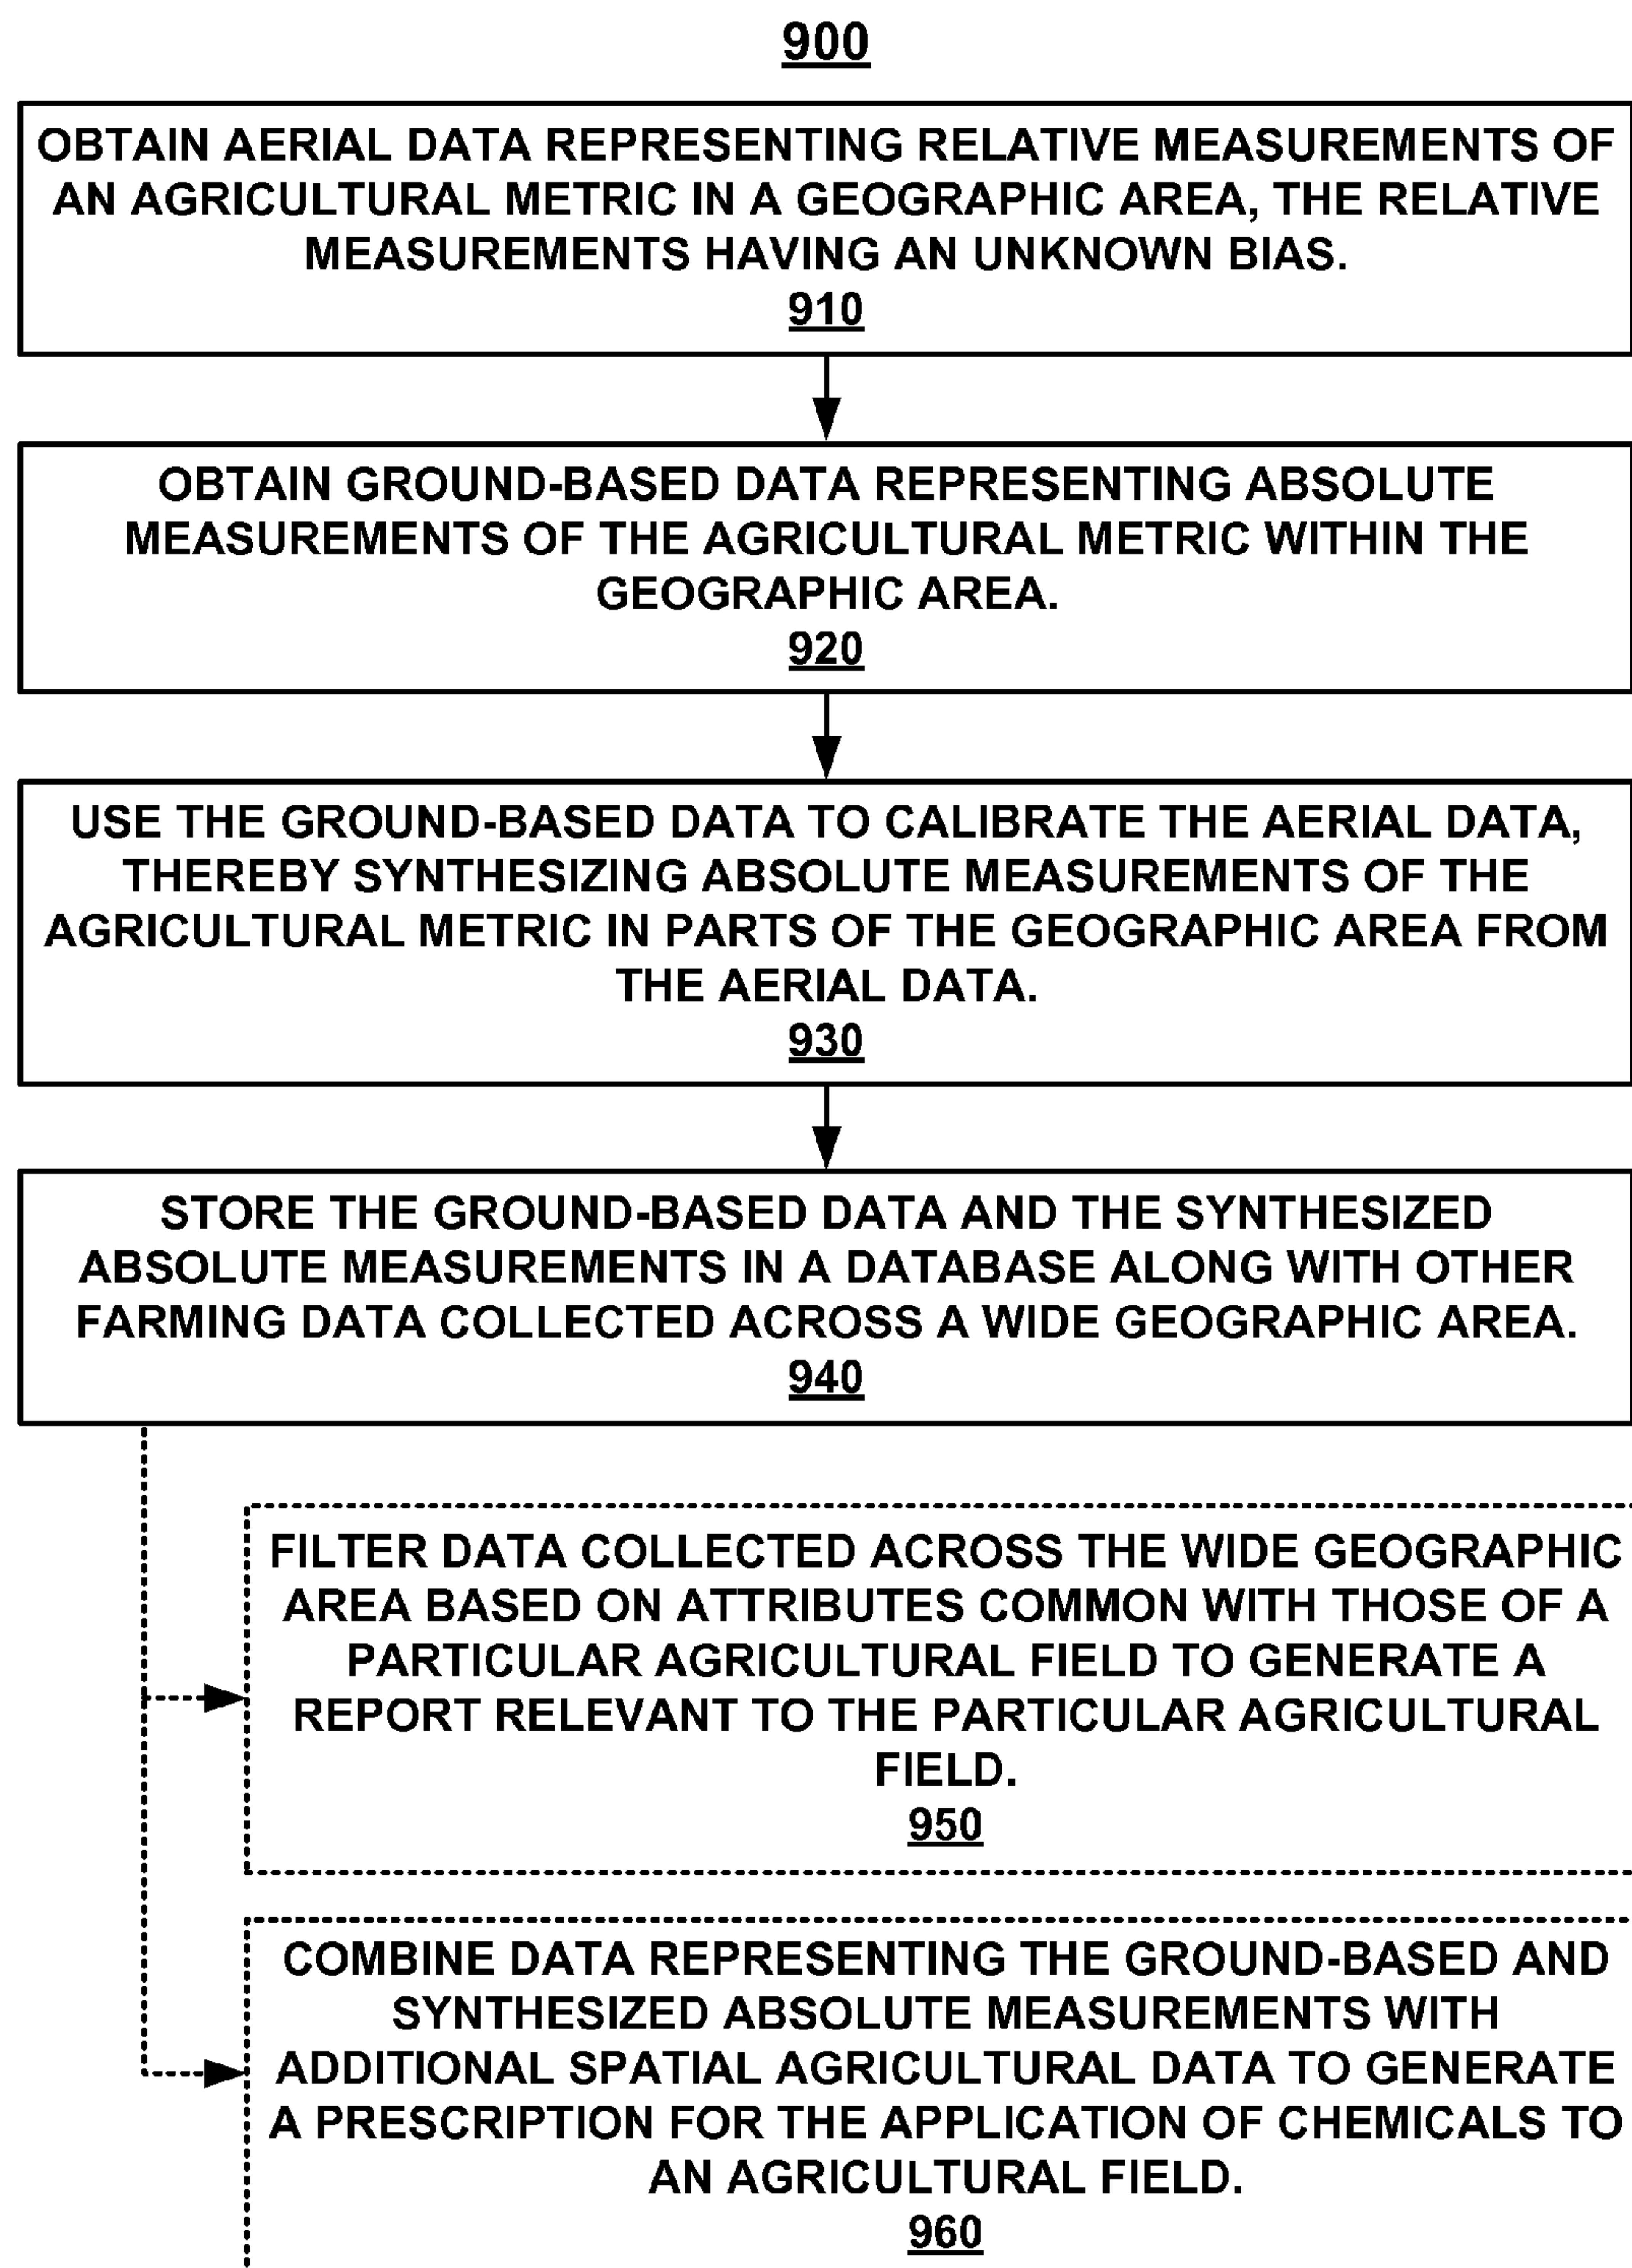 900
OBTAIN AERIAL DATA REPRESENTING RELATIVE MEASUREMENTS OF
AN AGRICULTURAL METRIC IN A GEOGRAPHIC AREA, THE RELATIVE
MEASUREMENTS HAVING AN UNKNOWN BIAS.
910
OBTAIN GROUND-BASED DATA REPRESENTING ABSOLUTE
MEASUREMENTS OF THE AGRICULTURAL METRIC WITHIN THE
GEOGRAPHIC AREA.
920
USE THE GROUND-BASED DATA TO CALIBRATE THE AERIAL DATA,
THEREBY SYNTHESIZING ABSOLUTE MEASUREMENTS OF THE
AGRICULTURAL METRIC IN PARTS OF THE GEOGRAPHIC AREA FROM
THE AERIAL DATA.
930
STORE THE GROUND-BASED DATA AND THE SYNTHESIZED
ABSOLUTE MEASUREMENTS IN A DATABASE ALONG WITH OTHER
FARMING DATA COLLECTED ACROSS A WIDE GEOGRAPHIC AREA.
940
FILTER DATA COLLECTED ACROSS THE WIDE GEOGRAPHIC
AREA BASED ON ATTRIBUTES COMMON WITH THOSE OF A
PARTICULAR AGRICULTURAL FIELD TO GENERATE A
REPORT RELEVANT TO THE PARTICULAR AGRICULTURAL
FIELD.
950
COMBINE DATA REPRESENTING THE GROUND-BASED AND
SYNTHESIZED ABSOLUTE MEASUREMENTS WITH
ADDITIONAL SPATIAL AGRICULTURAL DATA TO GENERATE
A PRESCRIPTION FOR THE APPLICATION OF CHEMICALS TO
AN AGRICULTURAL FIELD.
960